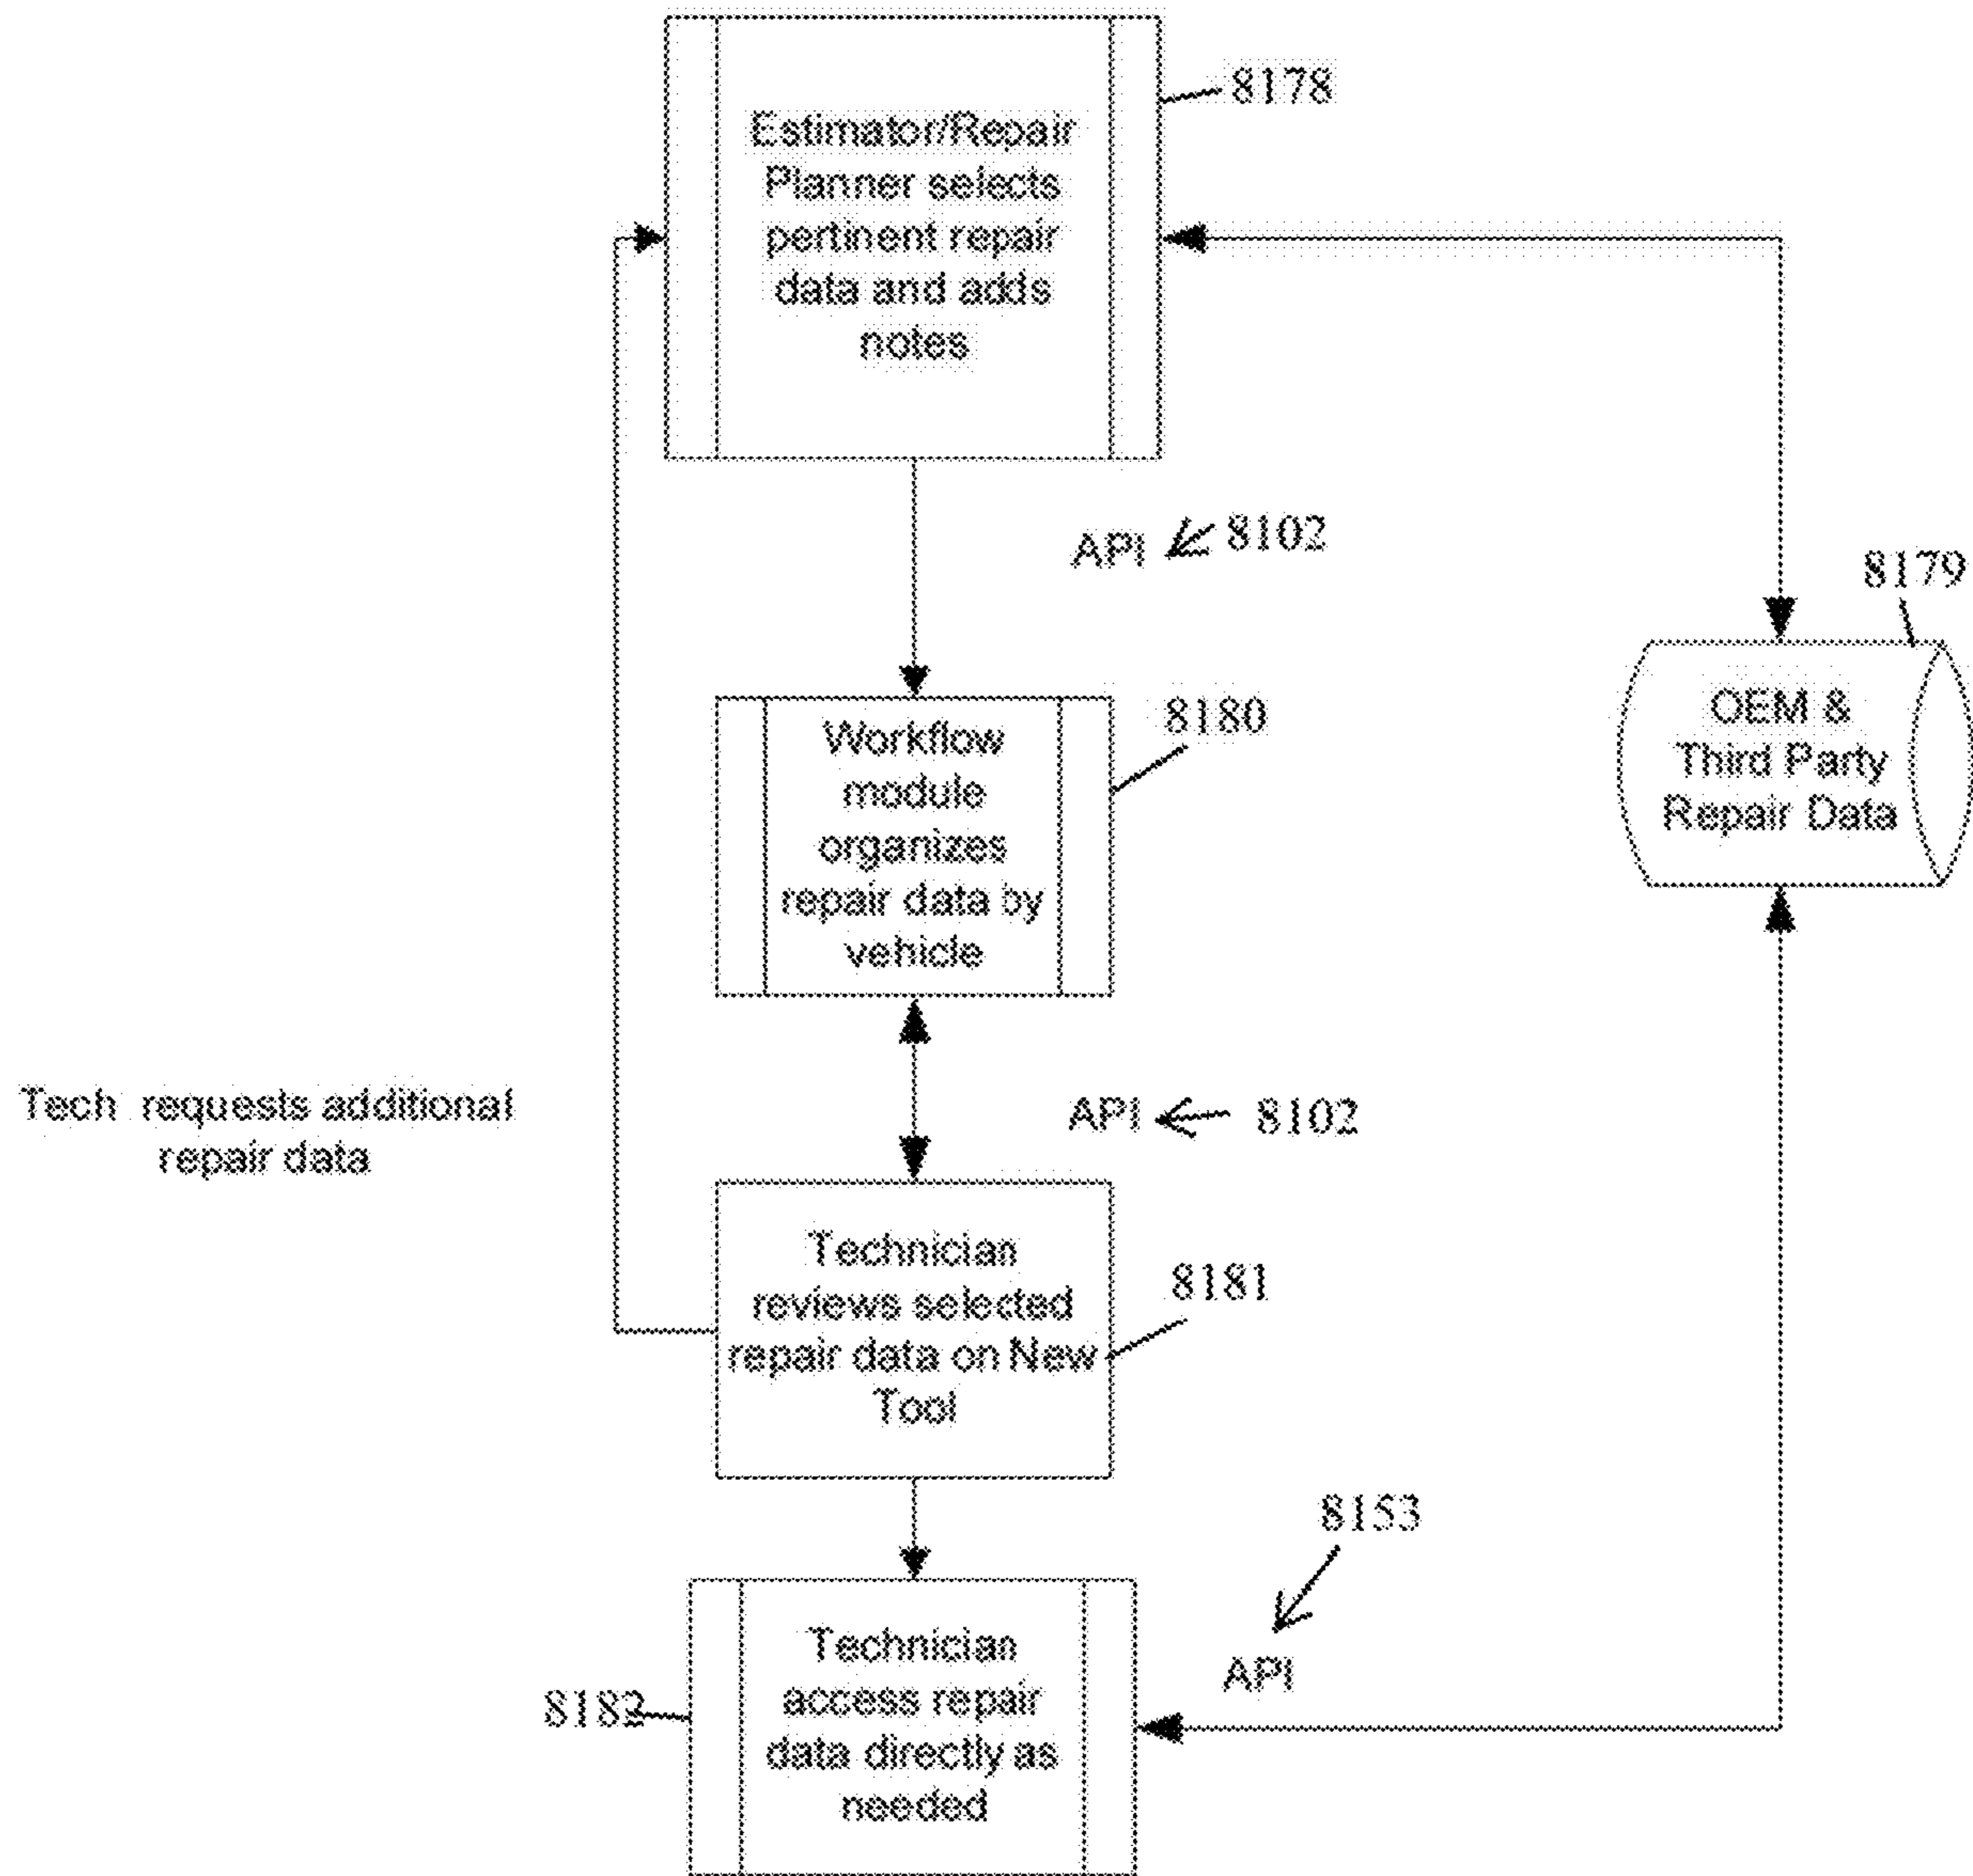 8178
Estimator/Repair
Planner selects
pertinent repair
data and adds
notes
API
8102
8179
OEM &
Third Party
Repair Data
8180
Workflow
module
organizes
repair data by
vehicle
Tech requests additional
repair data
API
8102
Technician
reviews selected
repair data on New
Tool
8181
8153
API
8182
Technician
access repair
data directly as
needed